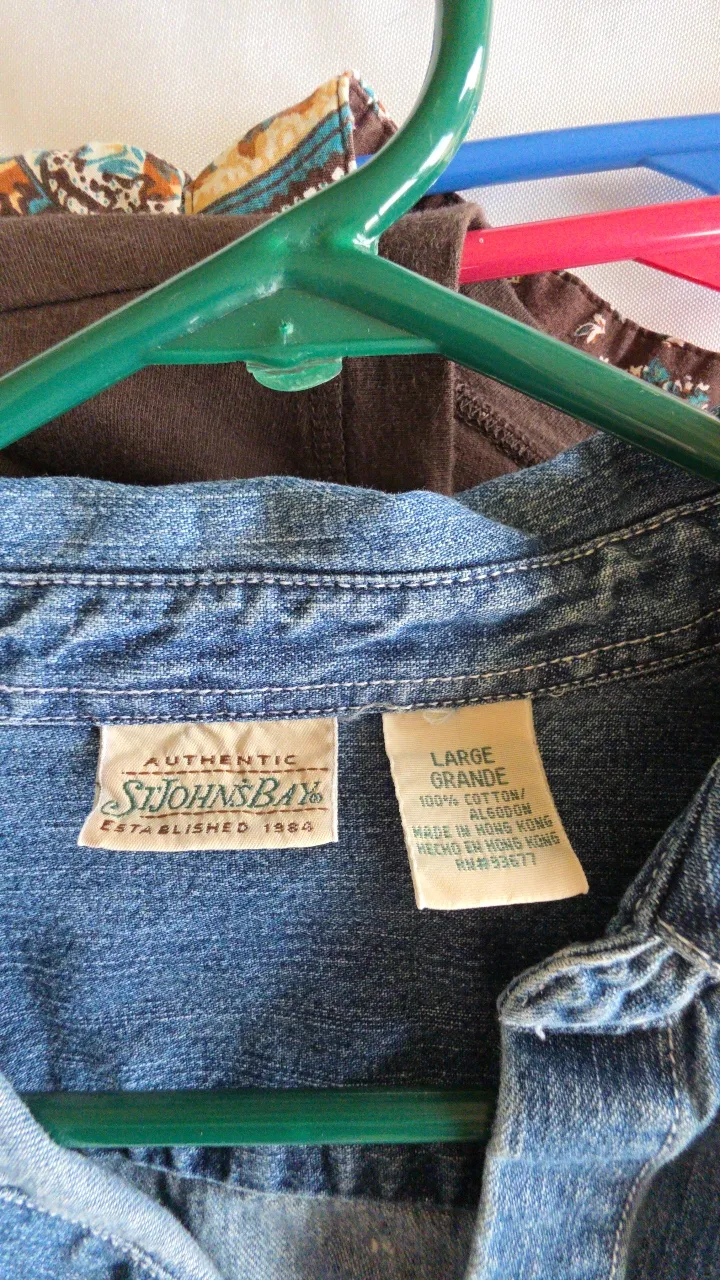 AUTHENTIC
ST. JOHN'S BAY
ESTABLISHED 1984
LARGE
GRANDE
100% COTTON/
ALGODON
MADE IN HONG KONG
HECHO EN HONG KONG
RN#93677